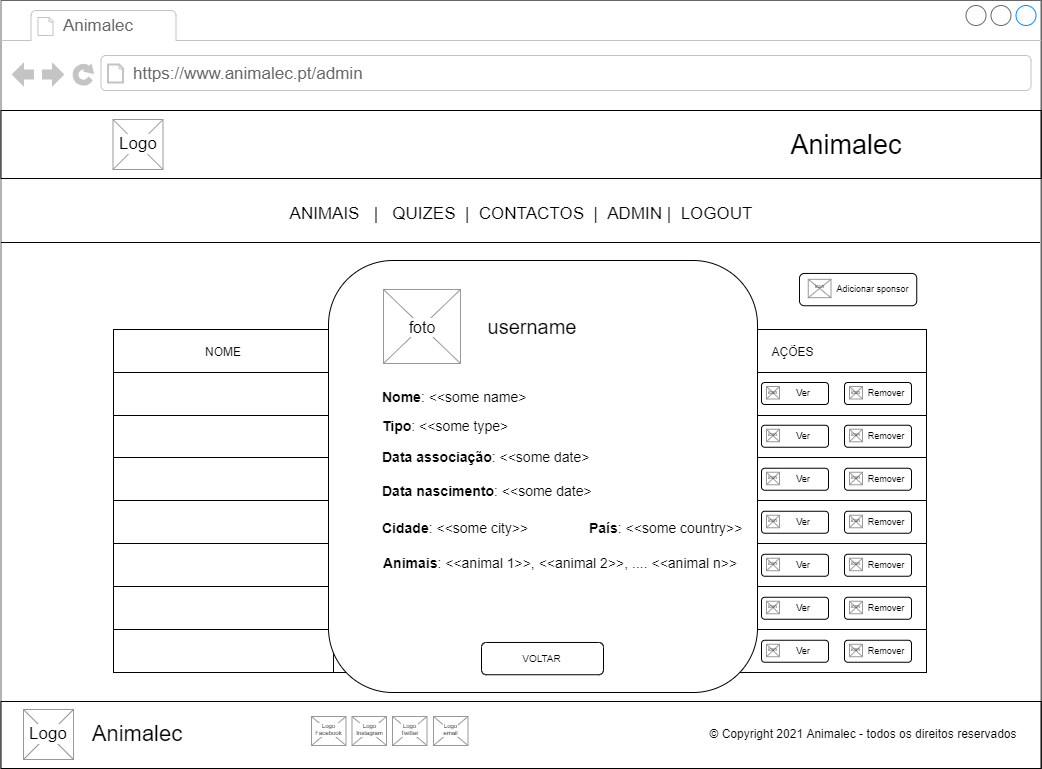 Animalec
https://www.animalec.pt/admin
Logo
Animalec
ANIMAIS | QUIZES | CONTACTOS | ADMIN | LOGOUT
Adicionar sponsor
foto
username
NOME
AÇÕES
Nome: <<some name>
Ver
Remover
Tipo: <<some type>
Ver
Remover
Data associação: <<some date>
Ver
Remover
Data nascimento: <<some date>
Cidade: <<some city>>
País: <<some country>>
Ver
Remover
Animais: <<animal 1>>, <<animal 2>>, .... <<animal n>>
Ver
Remover
Ver
Remover
VOLTAR
Ver
Remover
Logo
Animalec
Logo
Facebook
Logo
Instagram
Logo
Twitter
Logo
email
© Copyright 2021 Animalec - todos os direitos reservados